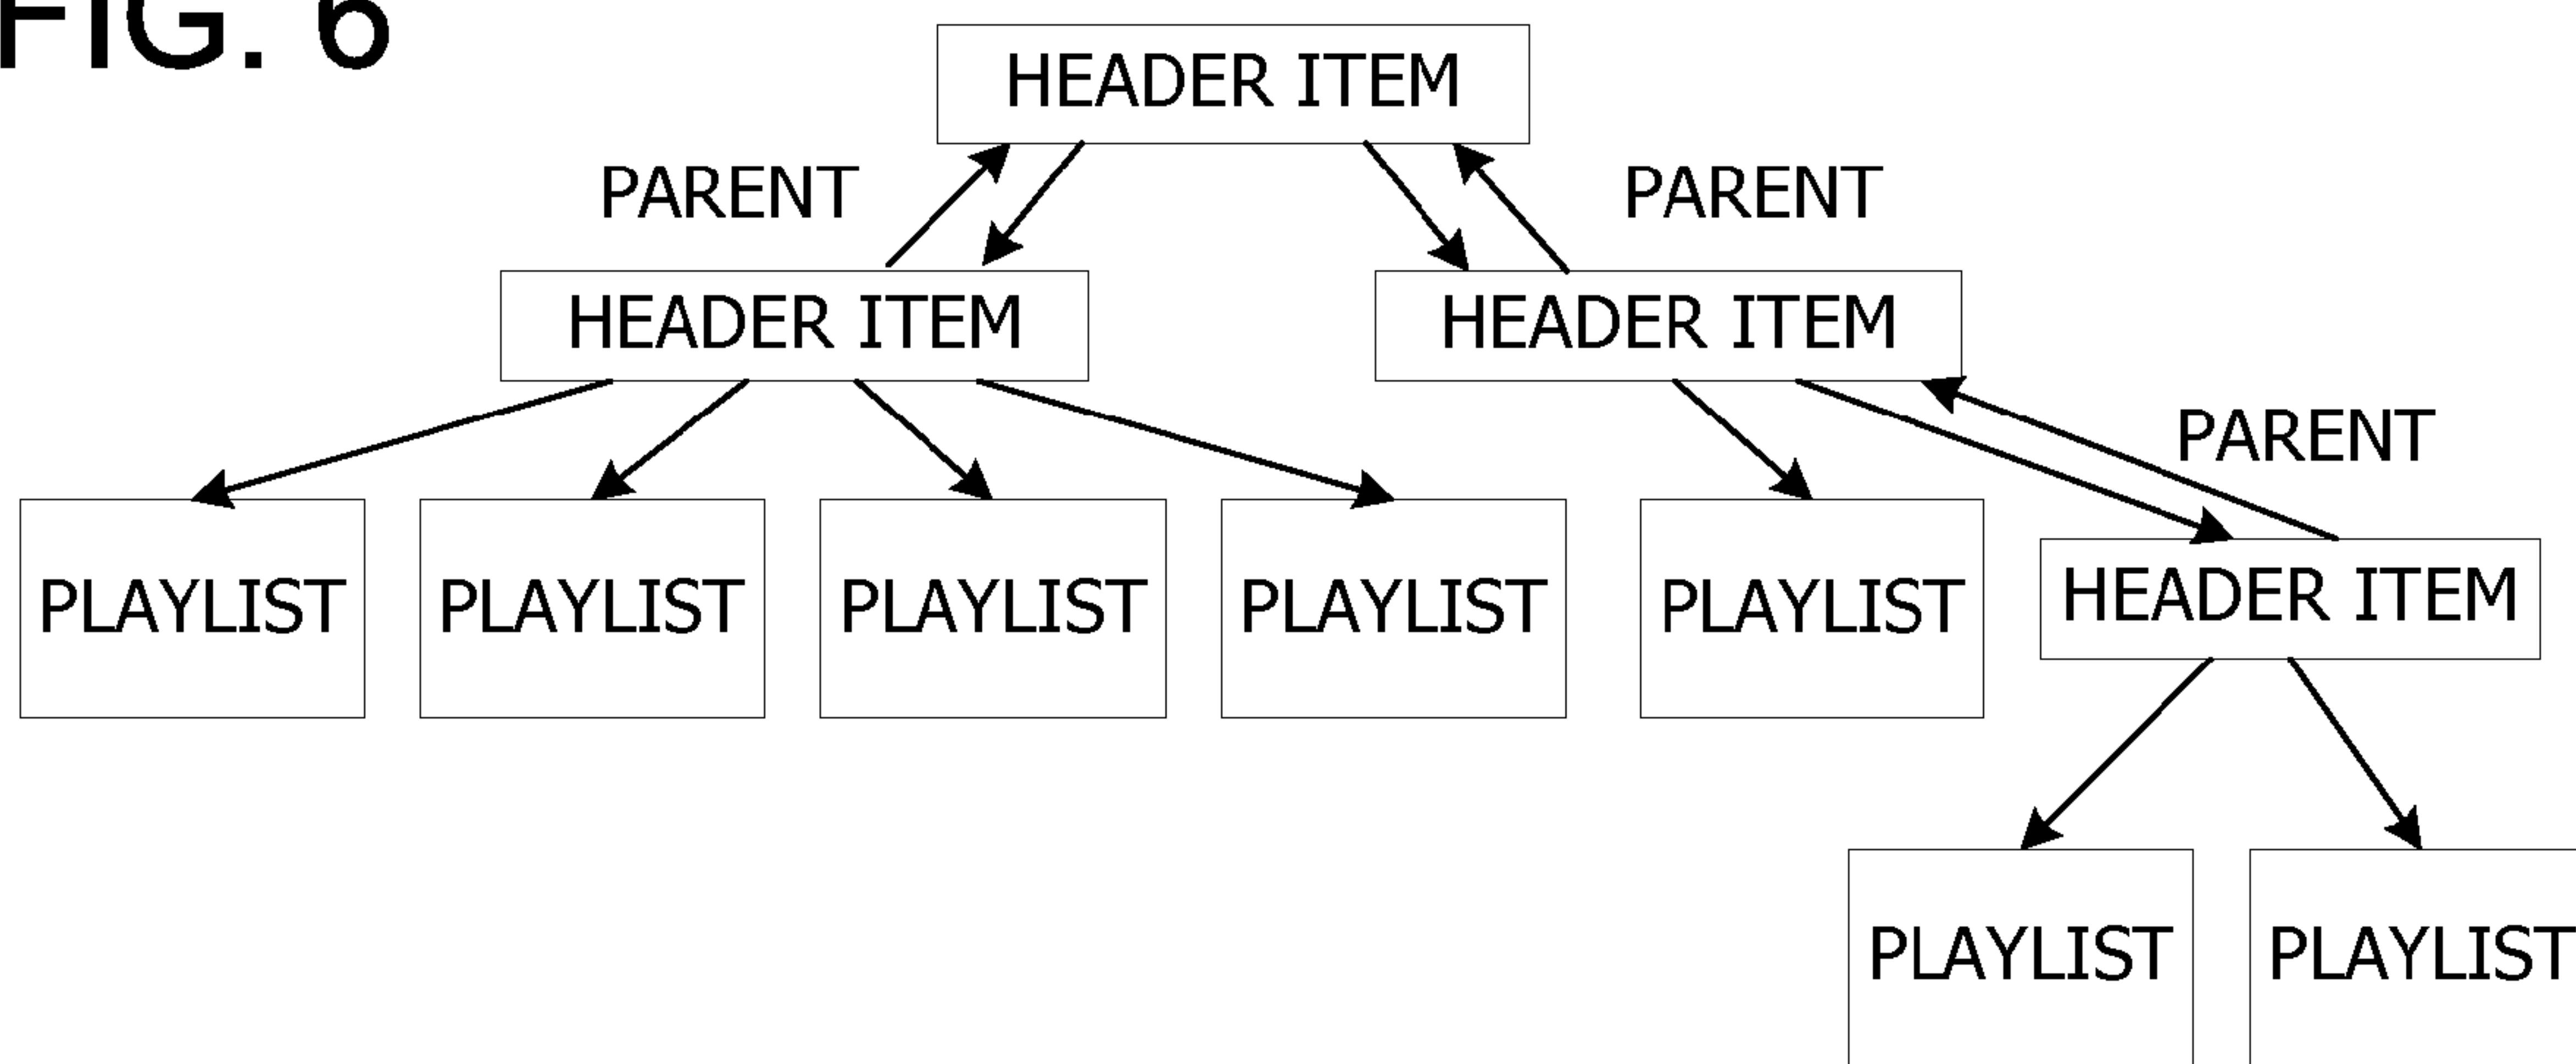 FIG. 6
HEADER ITEM
PARENT PARENT
HEADER ITEM HEADER ITEM
PARENT
PLAYLIST PLAYLIST PLAYLIST PLAYLIST PLAYLIST HEADER ITEM
PLAYLIST PLAYLIST